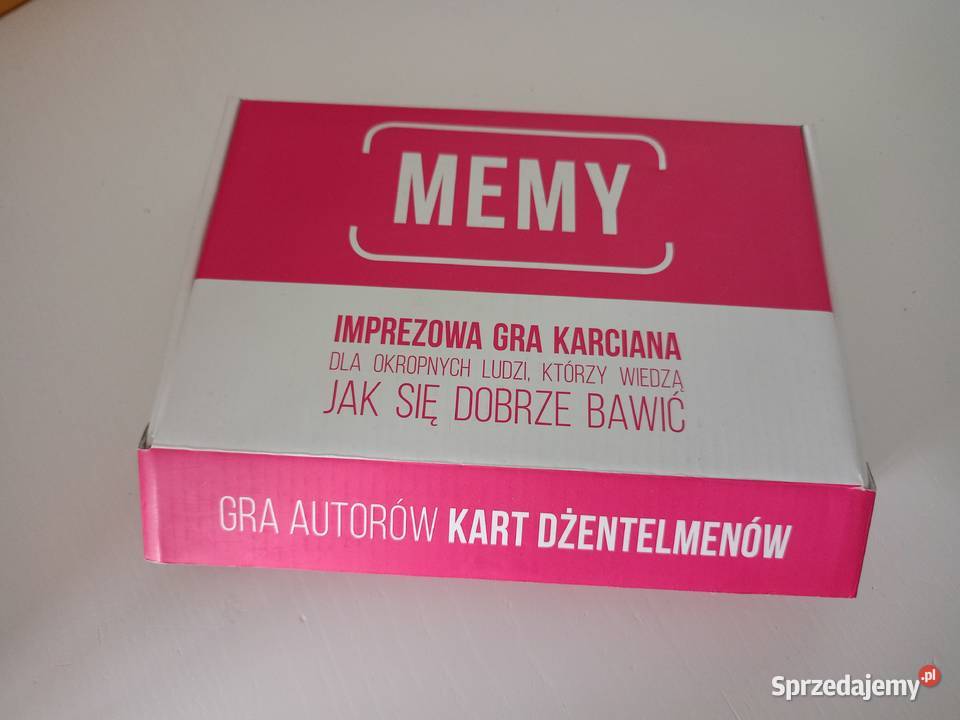 MEMY
IMPREZOWA GRA KARCIANA
DLA OKROPNYCH LUDZI, KTÓRZY WIEDZĄ
JAK SIĘ DOBRZE BAWIĆ
GRA AUTORÓW KART DŻENTELMENÓW
Sprzedajemy.pl